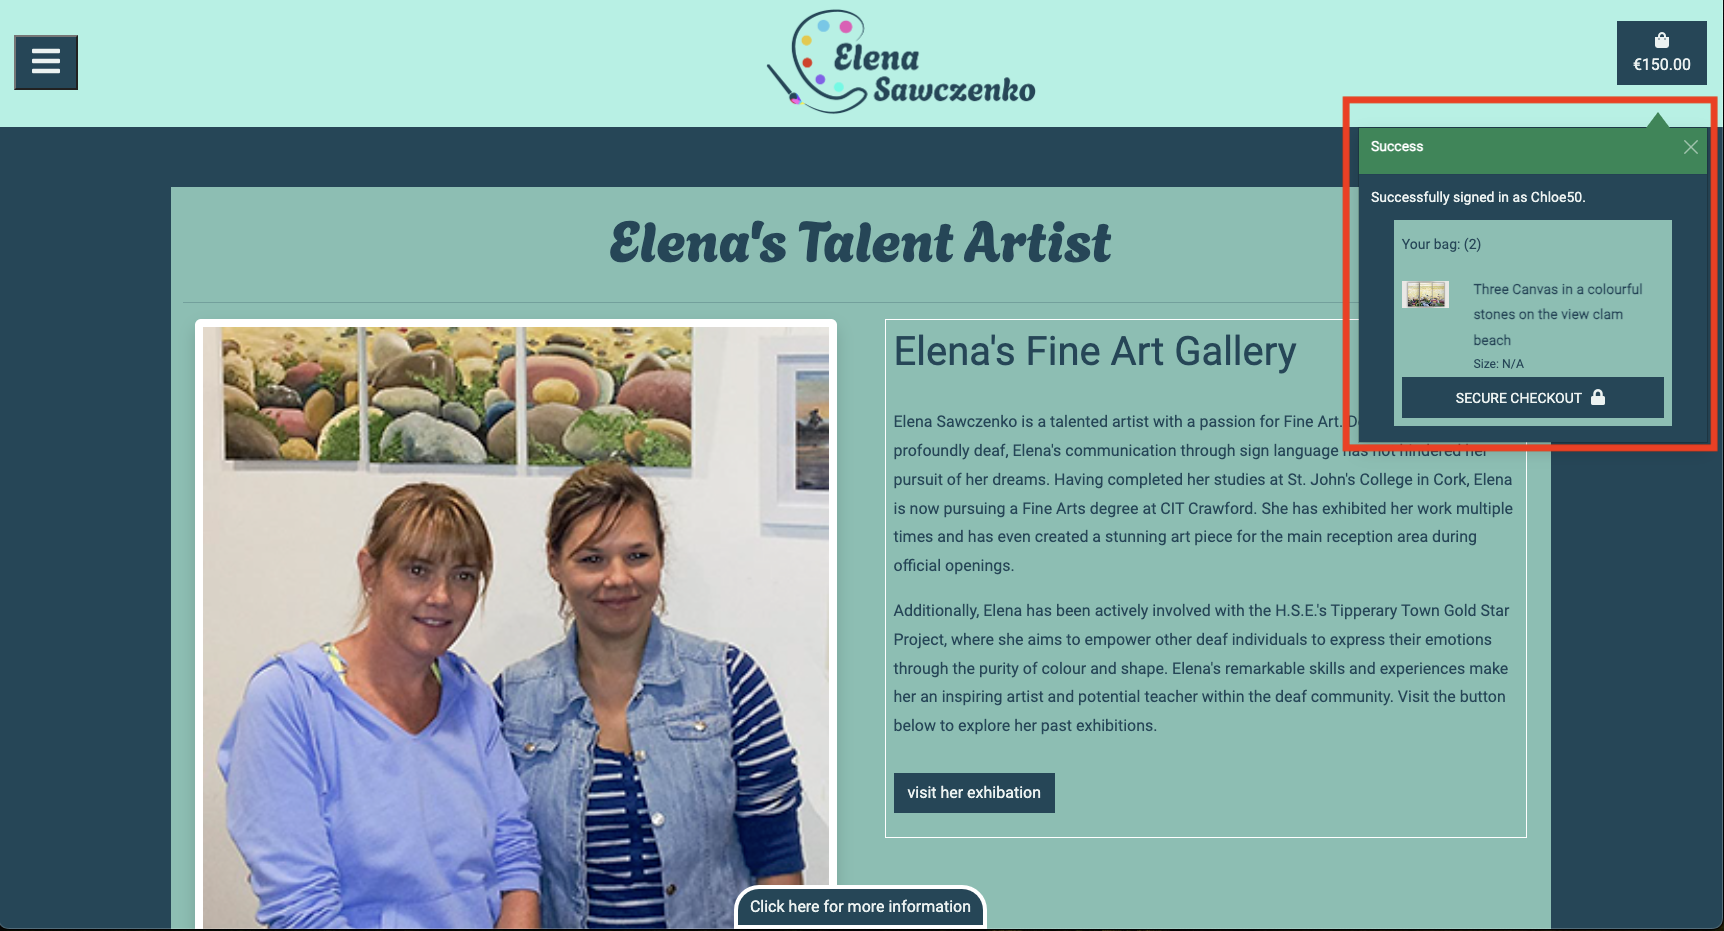 Elena
Sawczenko
€150.00
Success
Successfully signed in as Chloe50.
Your bag: (2)
Three Canvas in a colourful
stones on the view clam
beach
Size: N/A
SECURE CHECKOUT
Elena's Talent Artist
Elena's Fine Art Gallery
Elena Sawczenko is a talented artist with a passion for Fine Art.
profoundly deaf, Elena's communication through sign language has not hindered her
pursuit of her dreams. Having completed her studies at St. John's College in Cork, Elena
is now pursuing a Fine Arts degree at CIT Crawford. She has exhibited her work multiple
times and has even created a stunning art piece for the main reception area during
official openings.
Additionally, Elena has been actively involved with the H.S.E.'s Tipperary Town Gold Star
Project, where she aims to empower other deaf individuals to express their emotions
through the purity of colour and shape. Elena's remarkable skills and experiences make
her an inspiring artist and potential teacher within the deaf community. Visit the button
below to explore her past exhibitions.
visit her exhibation
Click here for more information